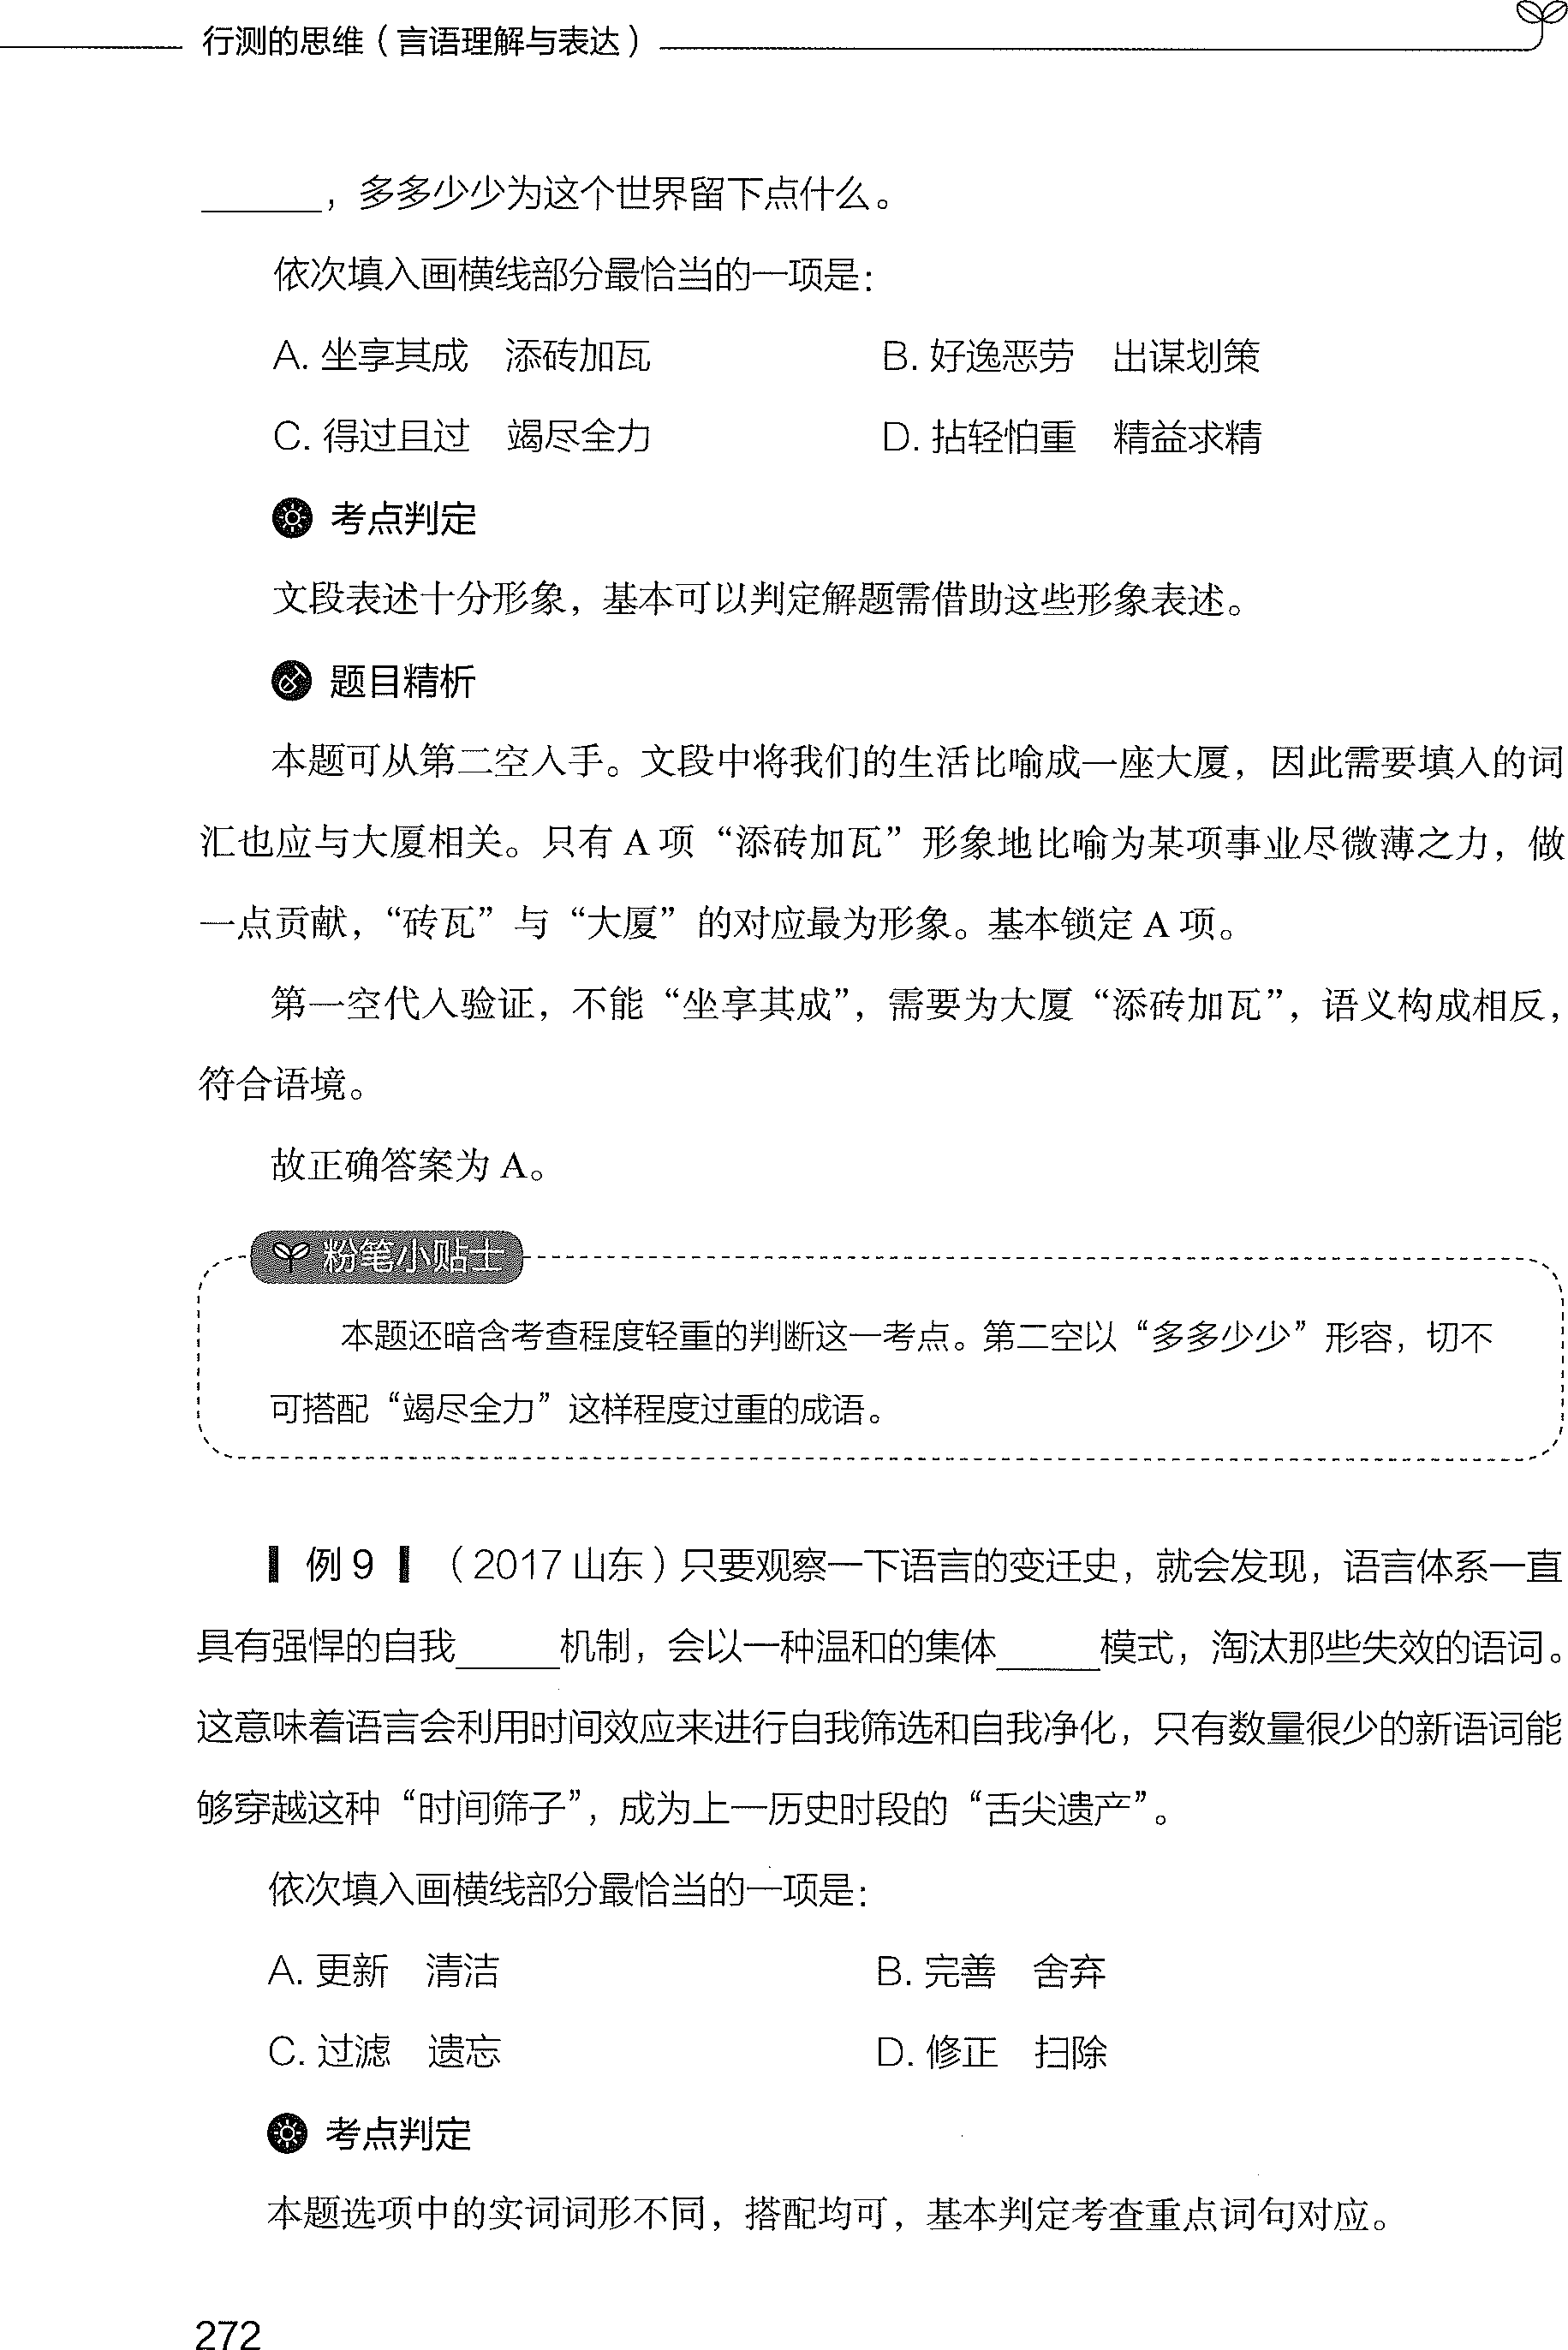 行测的思维（言语理解与表达）
______，多多少少为这个世界留下点什么。
依次填入画横线部分最恰当的一项是：
A. 坐享其成　添砖加瓦　B. 好逸恶劳　出谋划策
C. 得过且过　竭尽全力　D. 拈轻怕重　精益求精
考点判定
文段表述十分形象，基本可以判定解题需借助这些形象表述。
题目精析
本题可从第二空入手。文段中将我们的生活比喻成一座大厦，因此需要填入的词
汇也应与大厦相关。只有 A 项“添砖加瓦”形象地比喻为某项事业尽微薄之力，做
一点贡献，“砖瓦”与“大厦”的对应最为形象。基本锁定 A 项。
第一空代入验证，不能“坐享其成”，需要为大厦“添砖加瓦”，语义构成相反，
符合语境。
故正确答案为 A。
粉笔小贴士
本题还暗含考查程度轻重的判断这一考点。第二空以“多多少少”形容，切不
可搭配“竭尽全力”这样程度过重的成语。
例 9 （2017 山东）只要观察一下语言的变迁史，就会发现，语言体系一直
具有强悍的自我_____机制，会以一种温和的集体_____模式，淘汰那些失效的语词。
这意味着语言会利用时间效应来进行自我筛选和自我净化，只有数量很少的新语词能
够穿越这种“时间筛子”，成为上一历史时段的“舌尖遗产”。
依次填入画横线部分最恰当的一项是：
A. 更新　清洁　B. 完善　舍弃
C. 过滤　遗忘　D. 修正　扫除
考点判定
本题选项中的实词词形不同，搭配均可，基本判定考查重点词句对应。
272